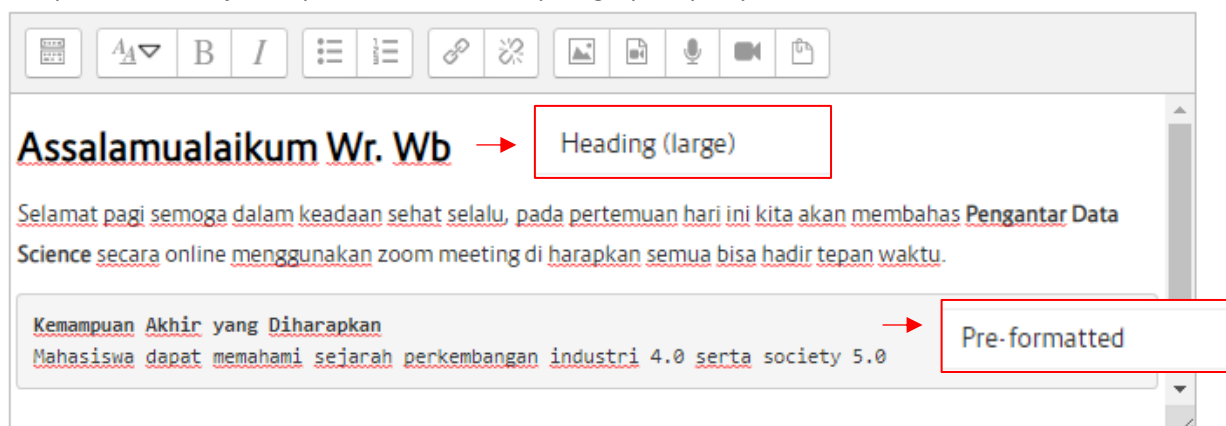 B I
Assalamualaikum Wr. Wb
Heading (large)
Selamat pagi semoga dalam keadaan sehat selalu, pada pertemuan hari ini kita akan membahas Pengantar Data
Science secara online menggunakan zoom meeting di harapkan semua bisa hadir tepan waktu.
Kemampuan Akhir yang Diharapkan
Mahasiswa dapat memahami sejarah perkembangan industri 4.0 serta society 5.0
Pre-formatted